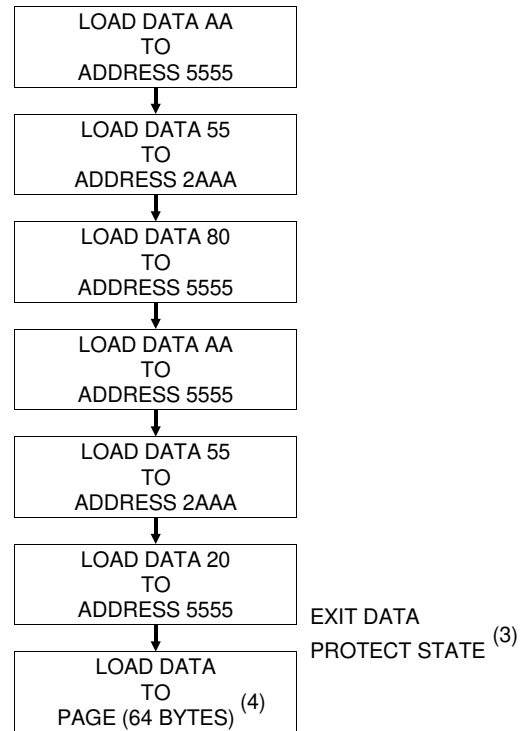 LOAD DATA AA
TO
ADDRESS 5555
LOAD DATA 55
TO
ADDRESS 2AAA
LOAD DATA 80
TO
ADDRESS 5555
LOAD DATA AA
TO
ADDRESS 5555
LOAD DATA 55
TO
ADDRESS 2AAA
LOAD DATA 20
TO
ADDRESS 5555
EXIT DATA
PROTECT STATE (3)
LOAD DATA
TO
PAGE (64 BYTES) (4)